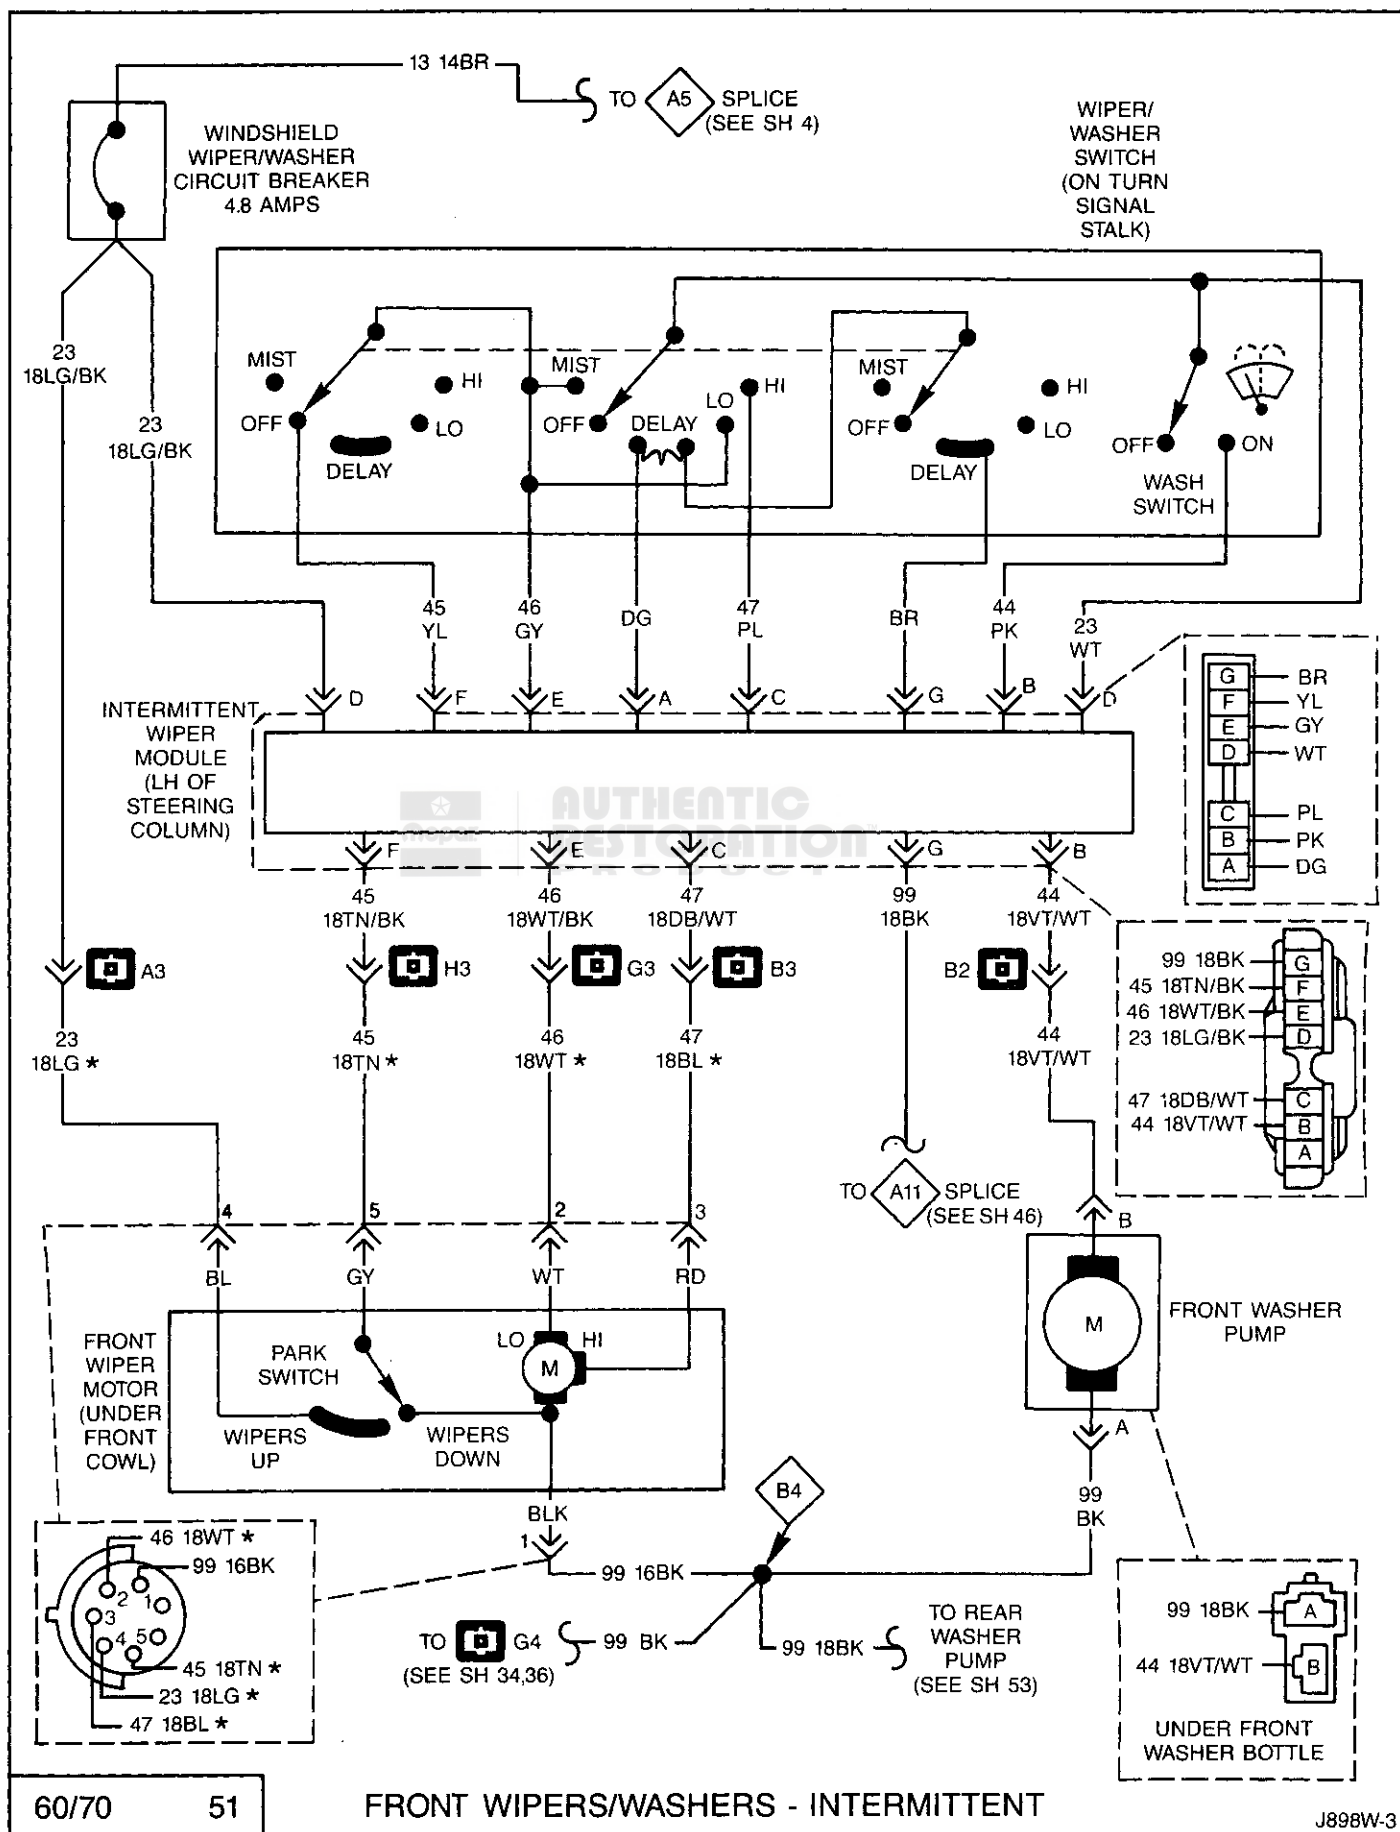 13 14BR
TO A5 SPLICE
(SEE SH 4)
WINDSHIELD
WIPER/WASHER
CIRCUIT BREAKER
4.8 AMPS
WIPER/
WASHER
SWITCH
(ON TURN
SIGNAL
STALK)
23
18LG/BK
23
18LG/BK
MIST
OFF
HI
LO
DELAY
MIST
OFF
DELAY
LO
HI
MIST
OFF
HI
LO
DELAY
OFF
ON
WASH
SWITCH
45
YL
46
GY
DG
47
PL
BR
44
PK
23
WT
D
F
E
A
C
G
B
D
G BR
F YL
E GY
D WT
C PL
B PK
A DG
INTERMITTENT
WIPER
MODULE
(LH OF
STEERING
COLUMN)
Mopar
AUTHENTIC
RESTORATION
PRODUCT
F
E
C
G
B
45
18TN/BK
46
18WT/BK
47
18DB/WT
99
18BK
44
18VT/WT
A3
H3
G3
B3
B2
23
18LG *
45
18TN *
46
18WT *
47
18BL *
44
18VT/WT
99 18BK G
45 18TN/BK F
46 18WT/BK E
23 18LG/BK D
47 18DB/WT C
44 18VT/WT B
A
TO A11 SPLICE
(SEE SH 46)
4
5
2
3
B
BL
GY
WT
RD
FRONT
WIPER
MOTOR
(UNDER
FRONT
COWL)
PARK
SWITCH
LO
HI
M
WIPERS
UP
WIPERS
DOWN
M
FRONT WASHER
PUMP
A
BLK
1
B4
99
BK
99 16BK
46 18WT *
99 16BK
2
1
3
4
5
45 18TN *
23 18LG *
47 18BL *
TO G4
(SEE SH 34,36)
99 BK
99 18BK
TO REAR
WASHER
PUMP
(SEE SH 53)
99 18BK A
44 18VT/WT B
UNDER FRONT
WASHER BOTTLE
60/70 51
FRONT WIPERS/WASHERS - INTERMITTENT
J898W-3